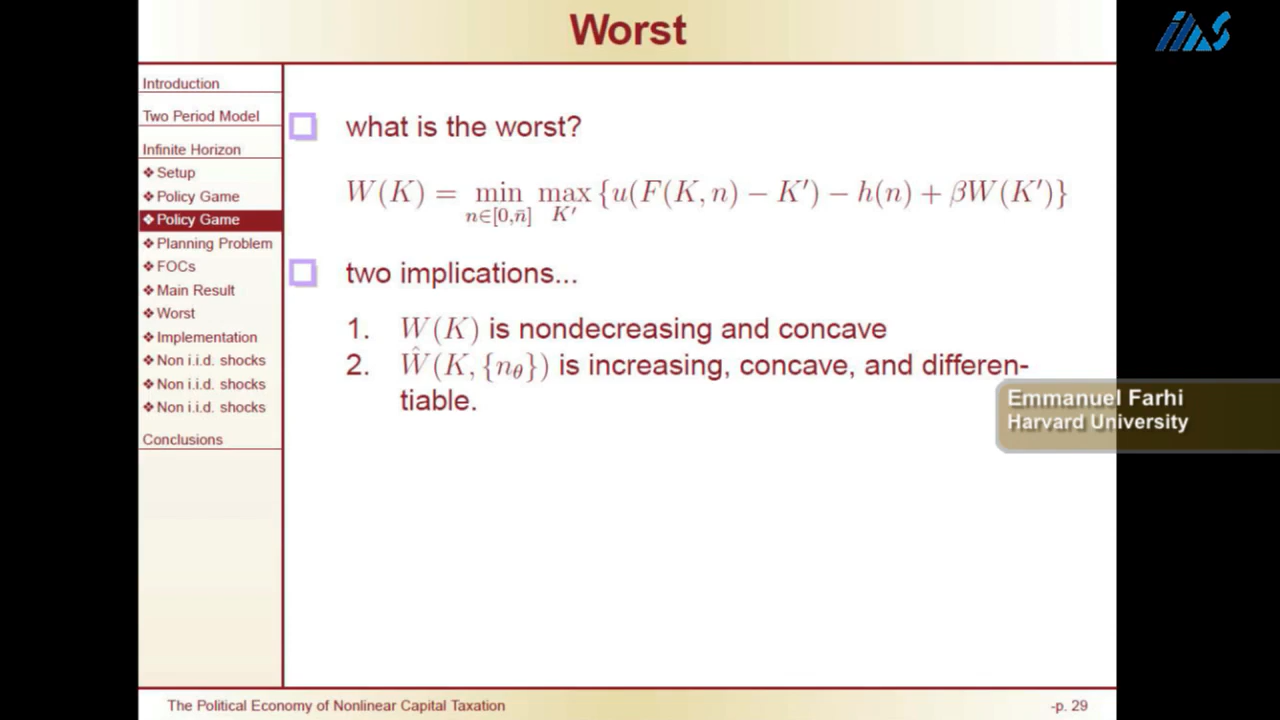 Worst
Introduction
Two Period Model
Infinite Horizon
❖ Setup
❖ Policy Game
❖ Policy Game
❖ Planning Problem
❖ FOCs
❖ Main Result
❖ Worst
❖ Implementation
❖ Non i.i.d. shocks
❖ Non i.i.d. shocks
❖ Non i.i.d. shocks
Conclusions
what is the worst?
W(K) = min_{n∈[0,n̄]} max_{K′} {u(F(K, n) − K′) − h(n) + βW(K′)}
two implications...
1. W(K) is nondecreasing and concave
2. Ŵ(K, {n_θ}) is increasing, concave, and differen-
tiable.
Emmanuel Farhi
Harvard University
The Political Economy of Nonlinear Capital Taxation
-p. 29